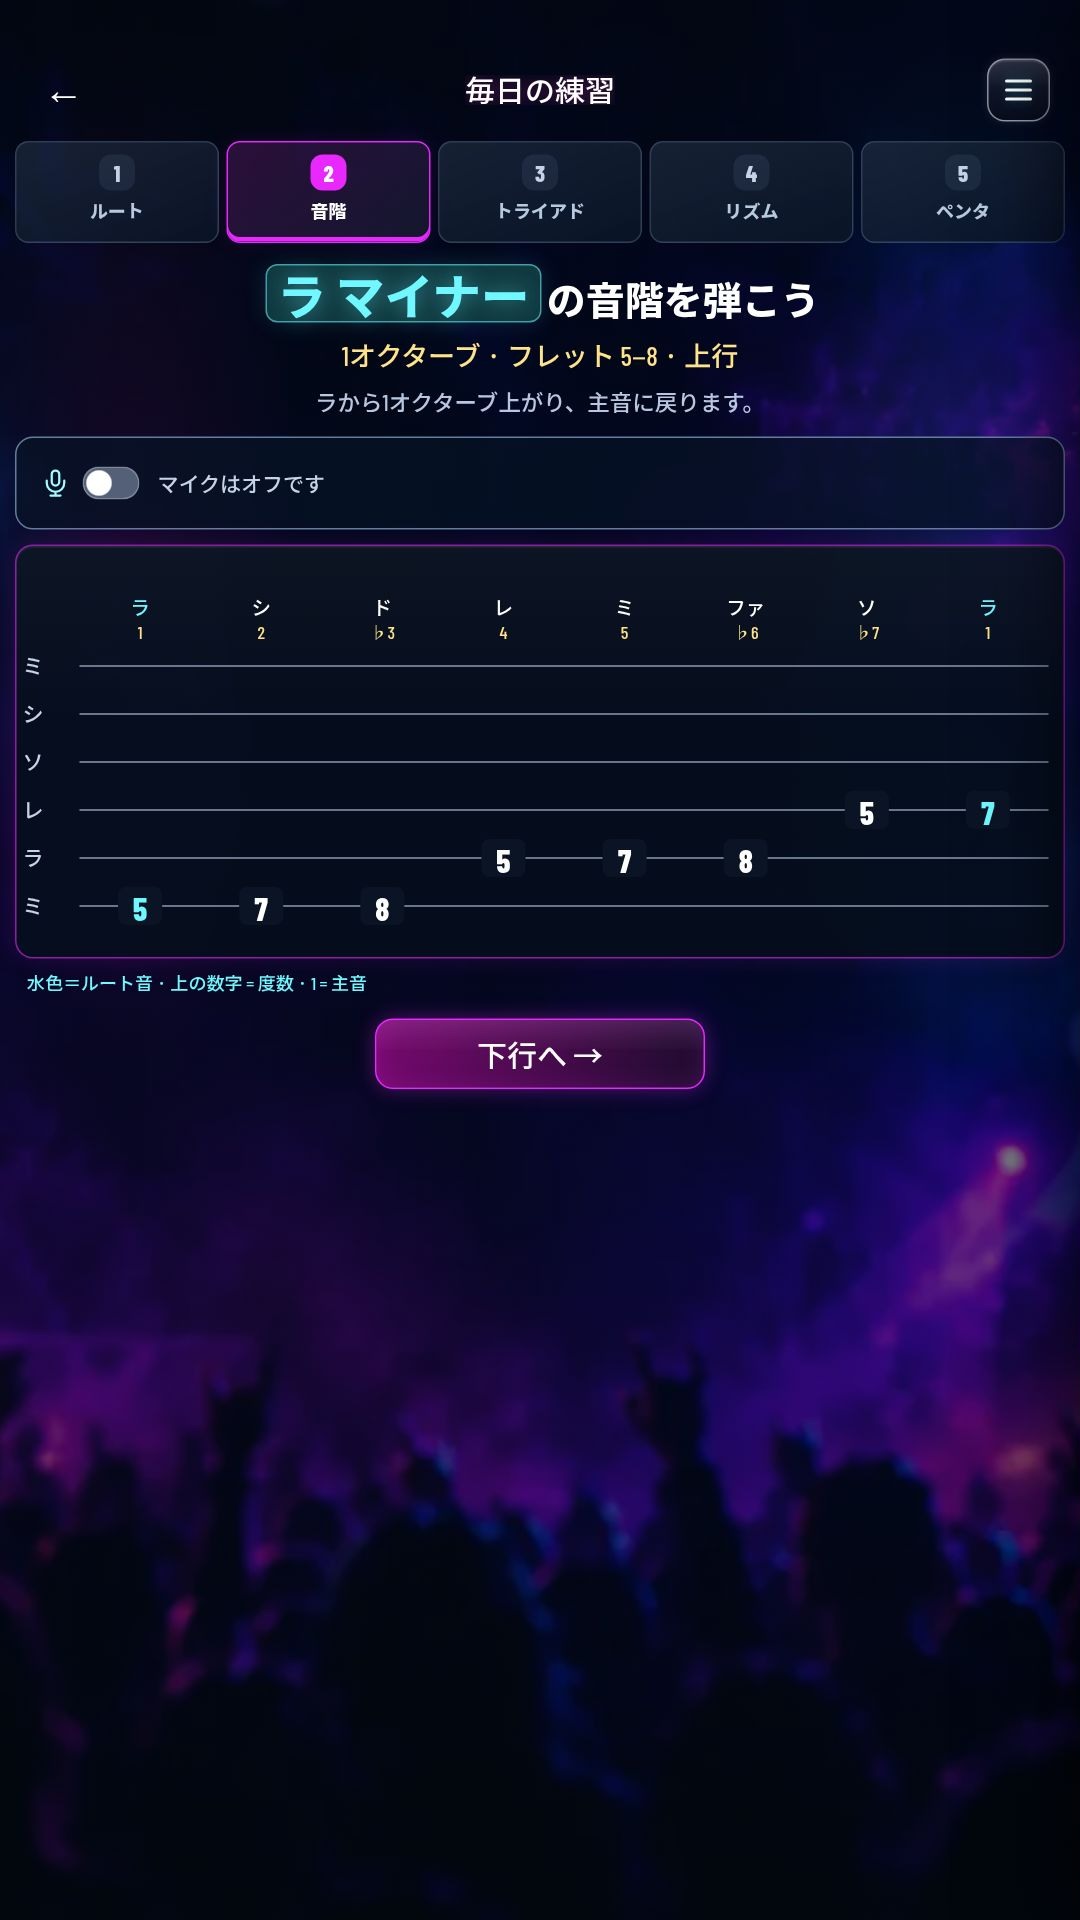 ← 毎日の練習
1 2 3 4 5
ルート 音階 トライアド リズム ペンタ
ラ マイナー の音階を弾こう
1オクターブ · フレット 5–8 · 上行
ラから1オクターブ上がり、主音に戻ります。
マイクはオフです
ラ シ ド レ ミ ファ ソ ラ
1 2 ♭3 4 5 ♭6 ♭7 1
ミ
シ
ソ
レ 5 7
ラ 5 7 8
ミ 5 7 8
水色＝ルート音 · 上の数字 = 度数 · 1 = 主音
下行へ →